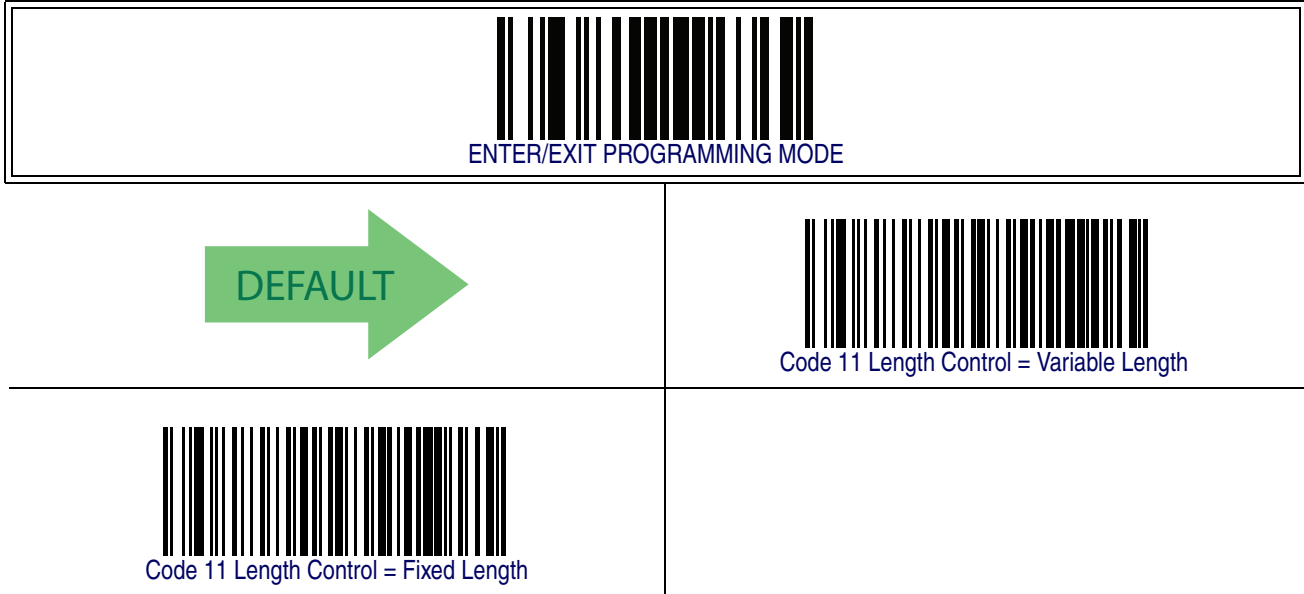 ENTER/EXIT PROGRAMMING MODE
DEFAULT
Code 11 Length Control = Variable Length
Code 11 Length Control = Fixed Length